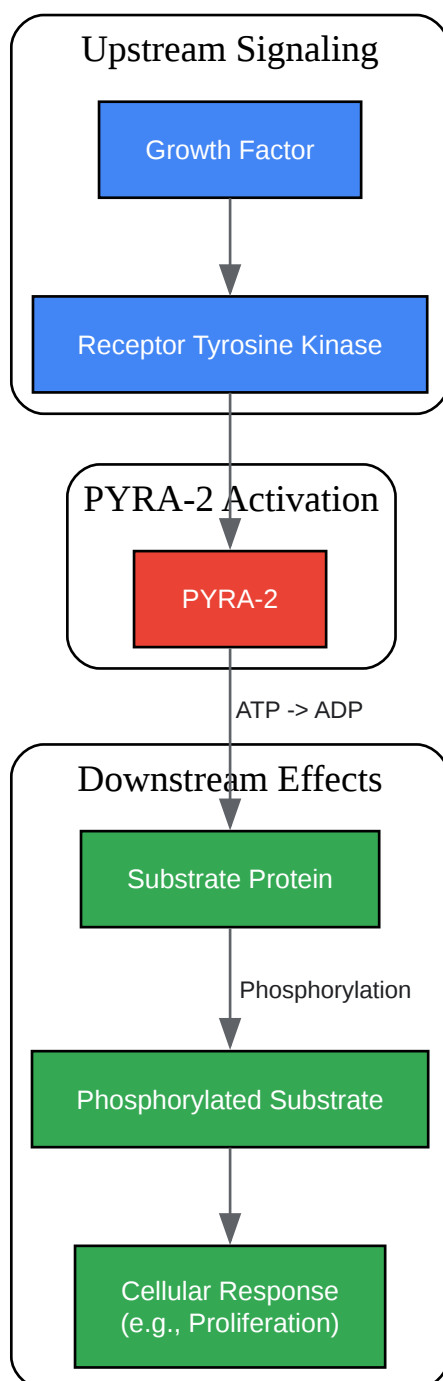 Upstream Signaling
Growth Factor
Receptor Tyrosine Kinase
PYRA-2 Activation
PYRA-2
ATP -> ADP
Downstream Effects
Substrate Protein
Phosphorylation
Phosphorylated Substrate
Cellular Response
(e.g., Proliferation)